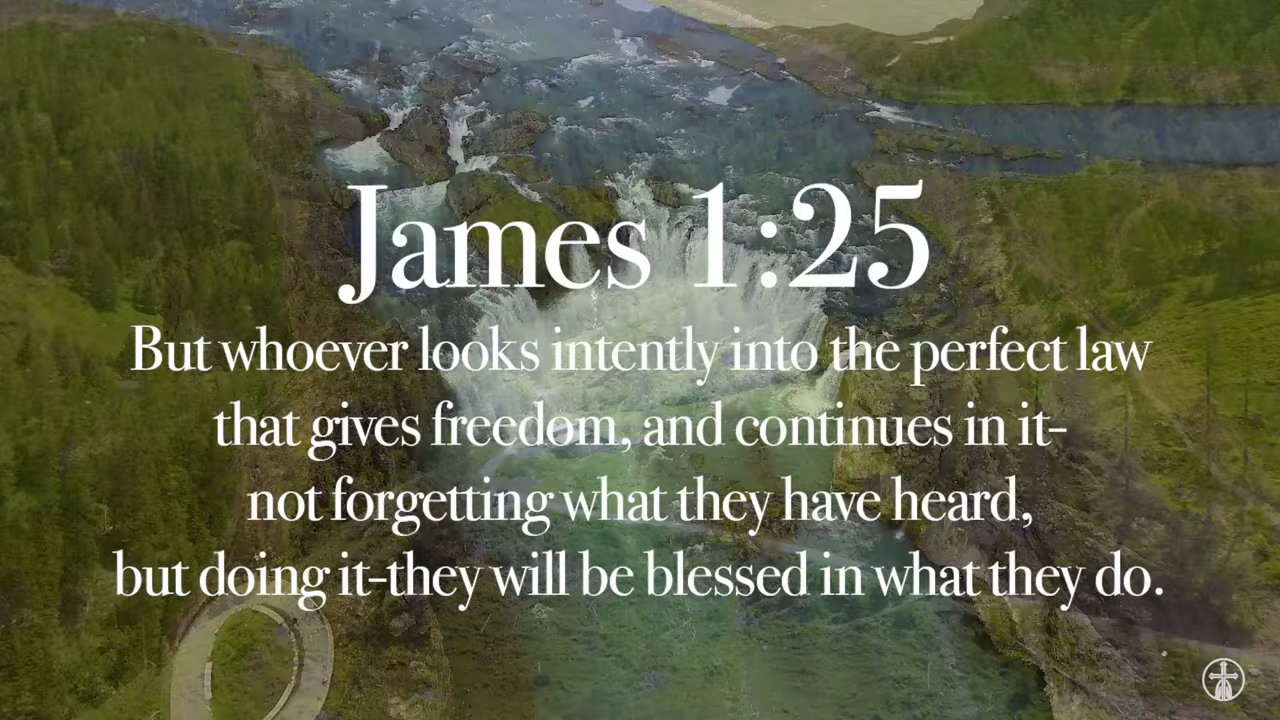 James 1:25
But whoever looks intently into the perfect law
that gives freedom, and continues in it-
not forgetting what they have heard,
but doing it-they will be blessed in what they do.